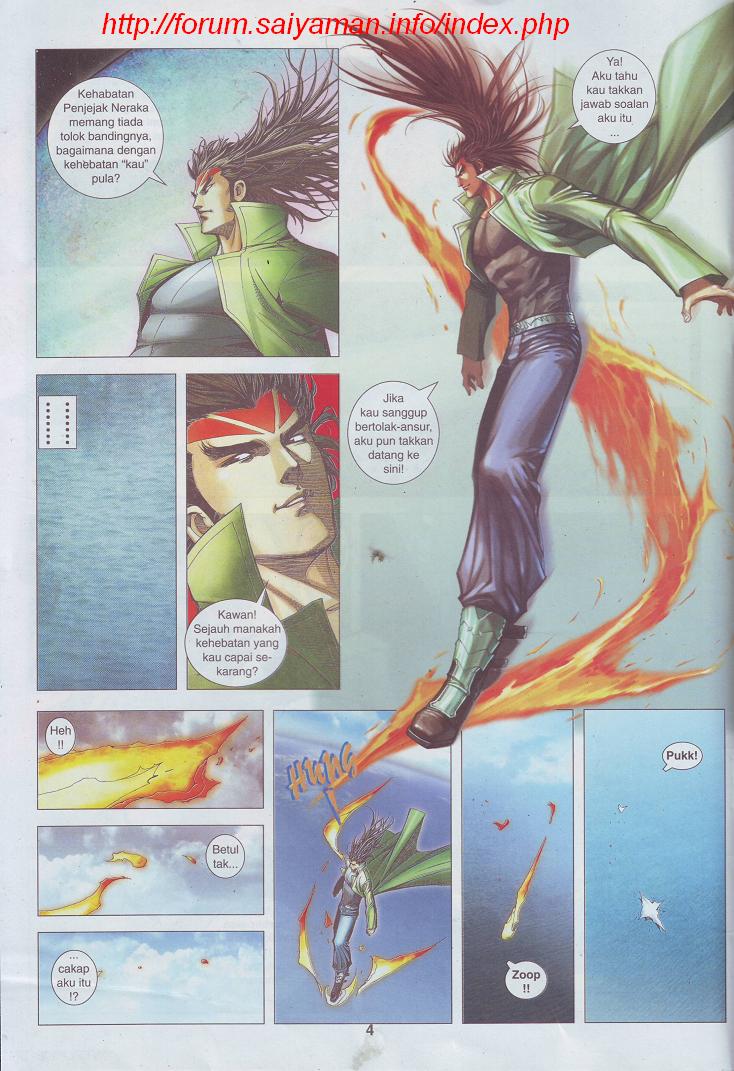 http://forum.saiyaman.info/index.php
Kehabatan
Penjejak Neraka
memang tiada
tolok bandingnya,
bagaimana dengan
kehebatan “kau”
pula?
Ya!
Aku tahu
kau takkan
jawab soalan
aku itu
...
Jika
kau sanggup
bertolak-ansur,
aku pun takkan
datang ke
sini!
Kawan!
Sejauh manakah
kehebatan yang
kau capai se-
karang?
Heh
!!
Betul
tak...
...
cakap
aku itu
!?
HUNG
Zoop
!!
Pukk!
4